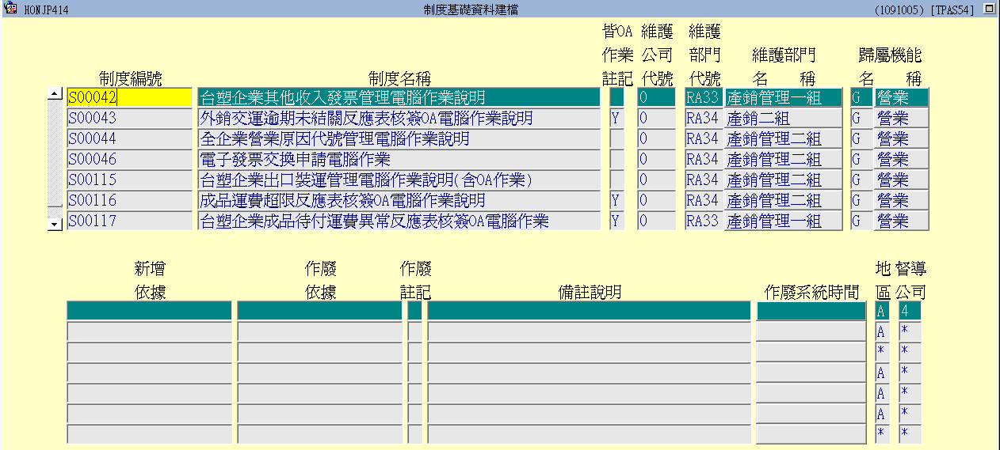 HONJP414 制度基礎資料建檔 (1091005) [TPAS54]
皆OA 維護 維護
作業 公司 部門 維護部門 歸屬機能
制度編號 制度名稱 註記 代號 代號 名 稱 名 稱
S00042 台塑企業其他收入發票管理電腦作業說明 0 RA33 產銷管理一組 G 營業
S00043 外銷交運逾期未結關反應表核簽OA電腦作業說明 Y 0 RA34 產銷二組 G 營業
S00044 全企業營業原因代號管理電腦作業說明 0 RA34 產銷管理二組 G 營業
S00046 電子發票交換申請電腦作業 0 RA34 產銷管理二組 G 營業
S00115 台塑企業出口裝運管理電腦作業說明(含OA作業) 0 RA34 產銷管理二組 G 營業
S00116 成品運費超限反應表核簽OA電腦作業說明 Y 0 RA34 產銷管理二組 G 營業
S00117 台塑企業成品待付運費異常反應表核簽OA電腦作業 Y 0 RA33 產銷管理一組 G 營業
新增 作廢 作廢 地 督導
依據 依據 註記 備註說明 作廢系統時間 區 公司
A 4
A *
* *
A *
A *
A *
* *